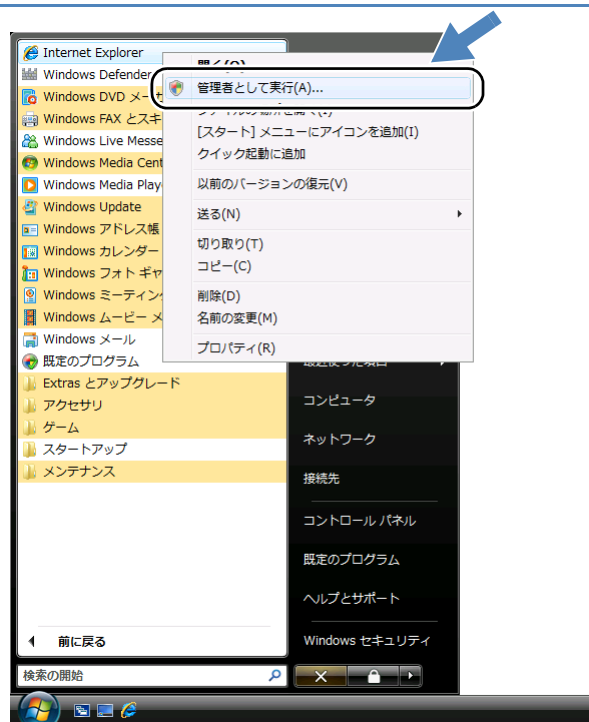 Internet Explorer
Windows Defender
Windows DVD メーカ
Windows FAX とスキ
Windows Live Messe
Windows Media Cent
Windows Media Play
Windows Update
Windows アドレス帳
Windows カレンダー
Windows フォト ギャ
Windows ミーティン
Windows ムービー メ
Windows メール
既定のプログラム
Extras とアップグレード
アクセサリ
ゲーム
スタートアップ
メンテナンス
前に戻る
検索の開始
管理者として実行(A)...
[スタート] メニューにアイコンを追加(I)
クイック起動に追加
以前のバージョンの復元(V)
送る(N)
切り取り(T)
コピー(C)
削除(D)
名前の変更(M)
プロパティ(R)
コンピュータ
ネットワーク
接続先
コントロール パネル
既定のプログラム
ヘルプとサポート
Windows セキュリティ